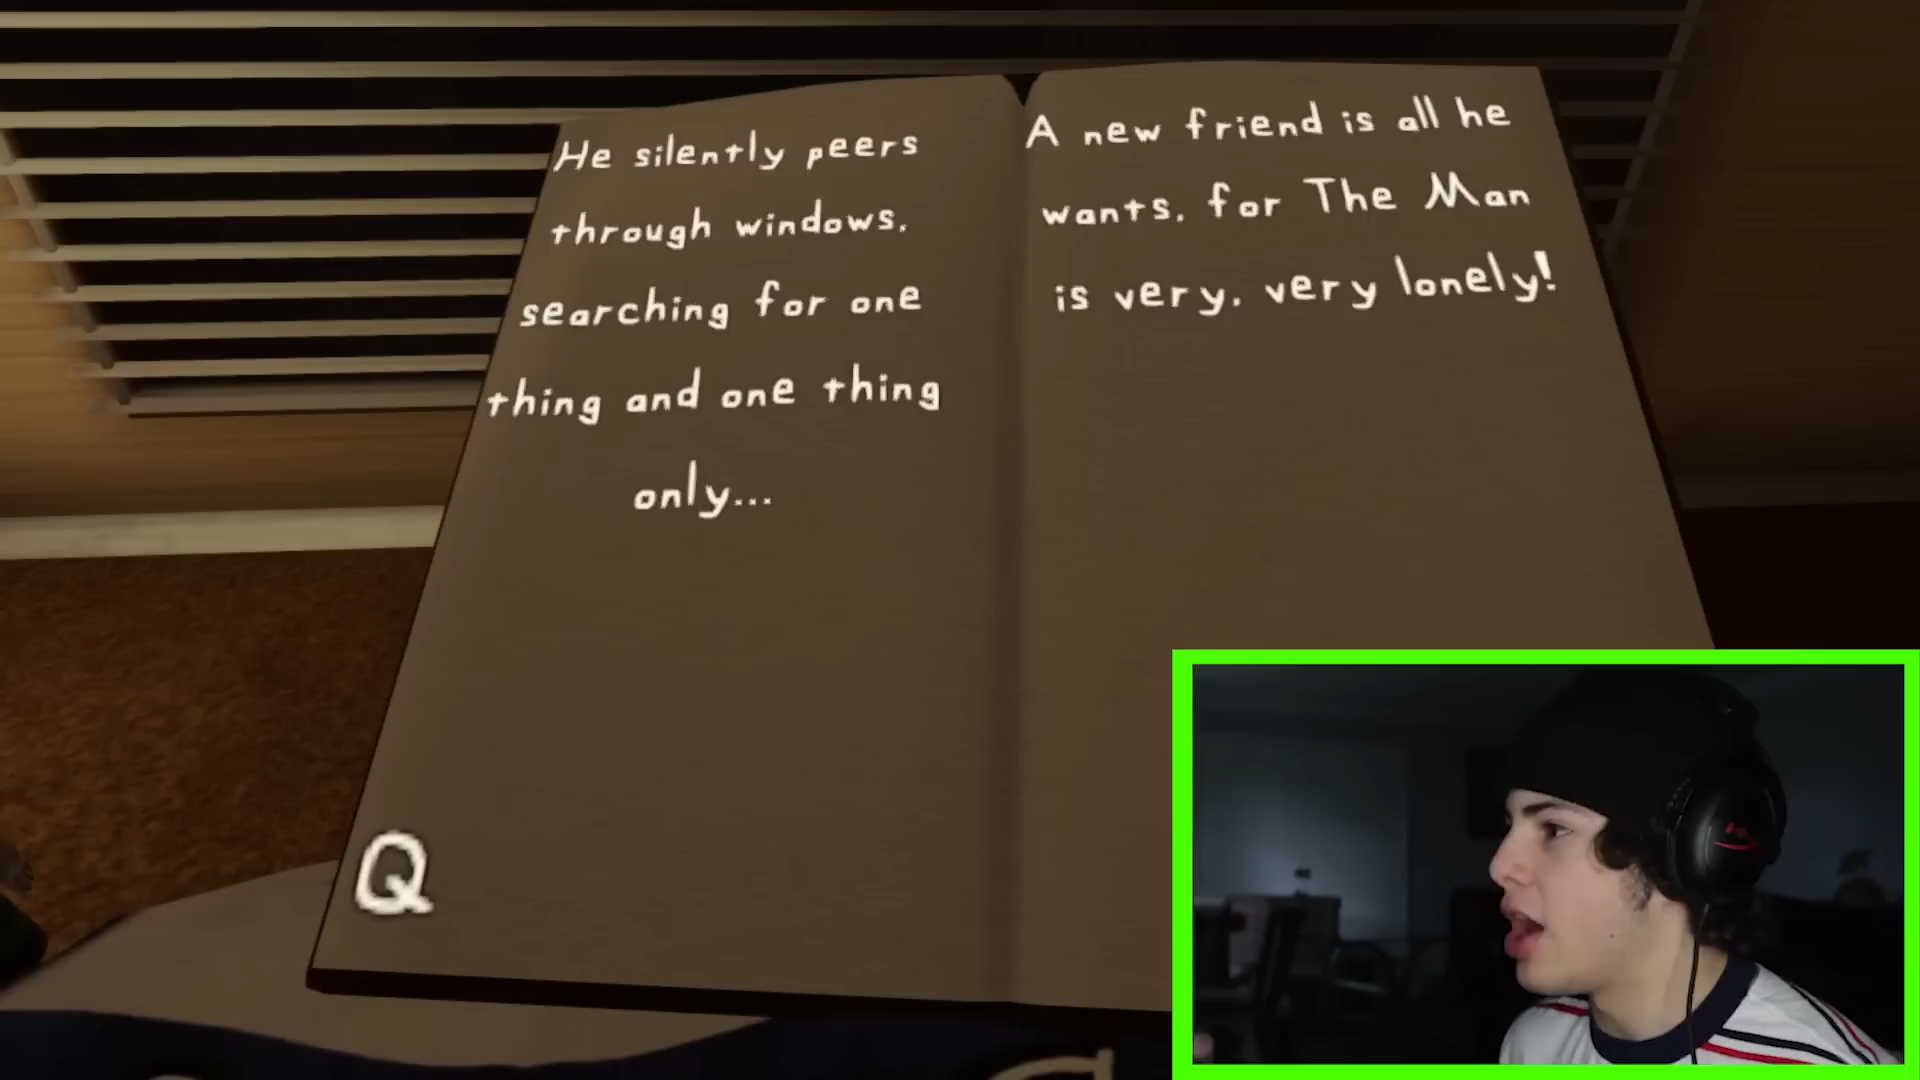 He silently peers
through windows,
searching for one
thing and one thing
only...
A new friend is all he
wants, for The Man
is very, very lonely!
Q